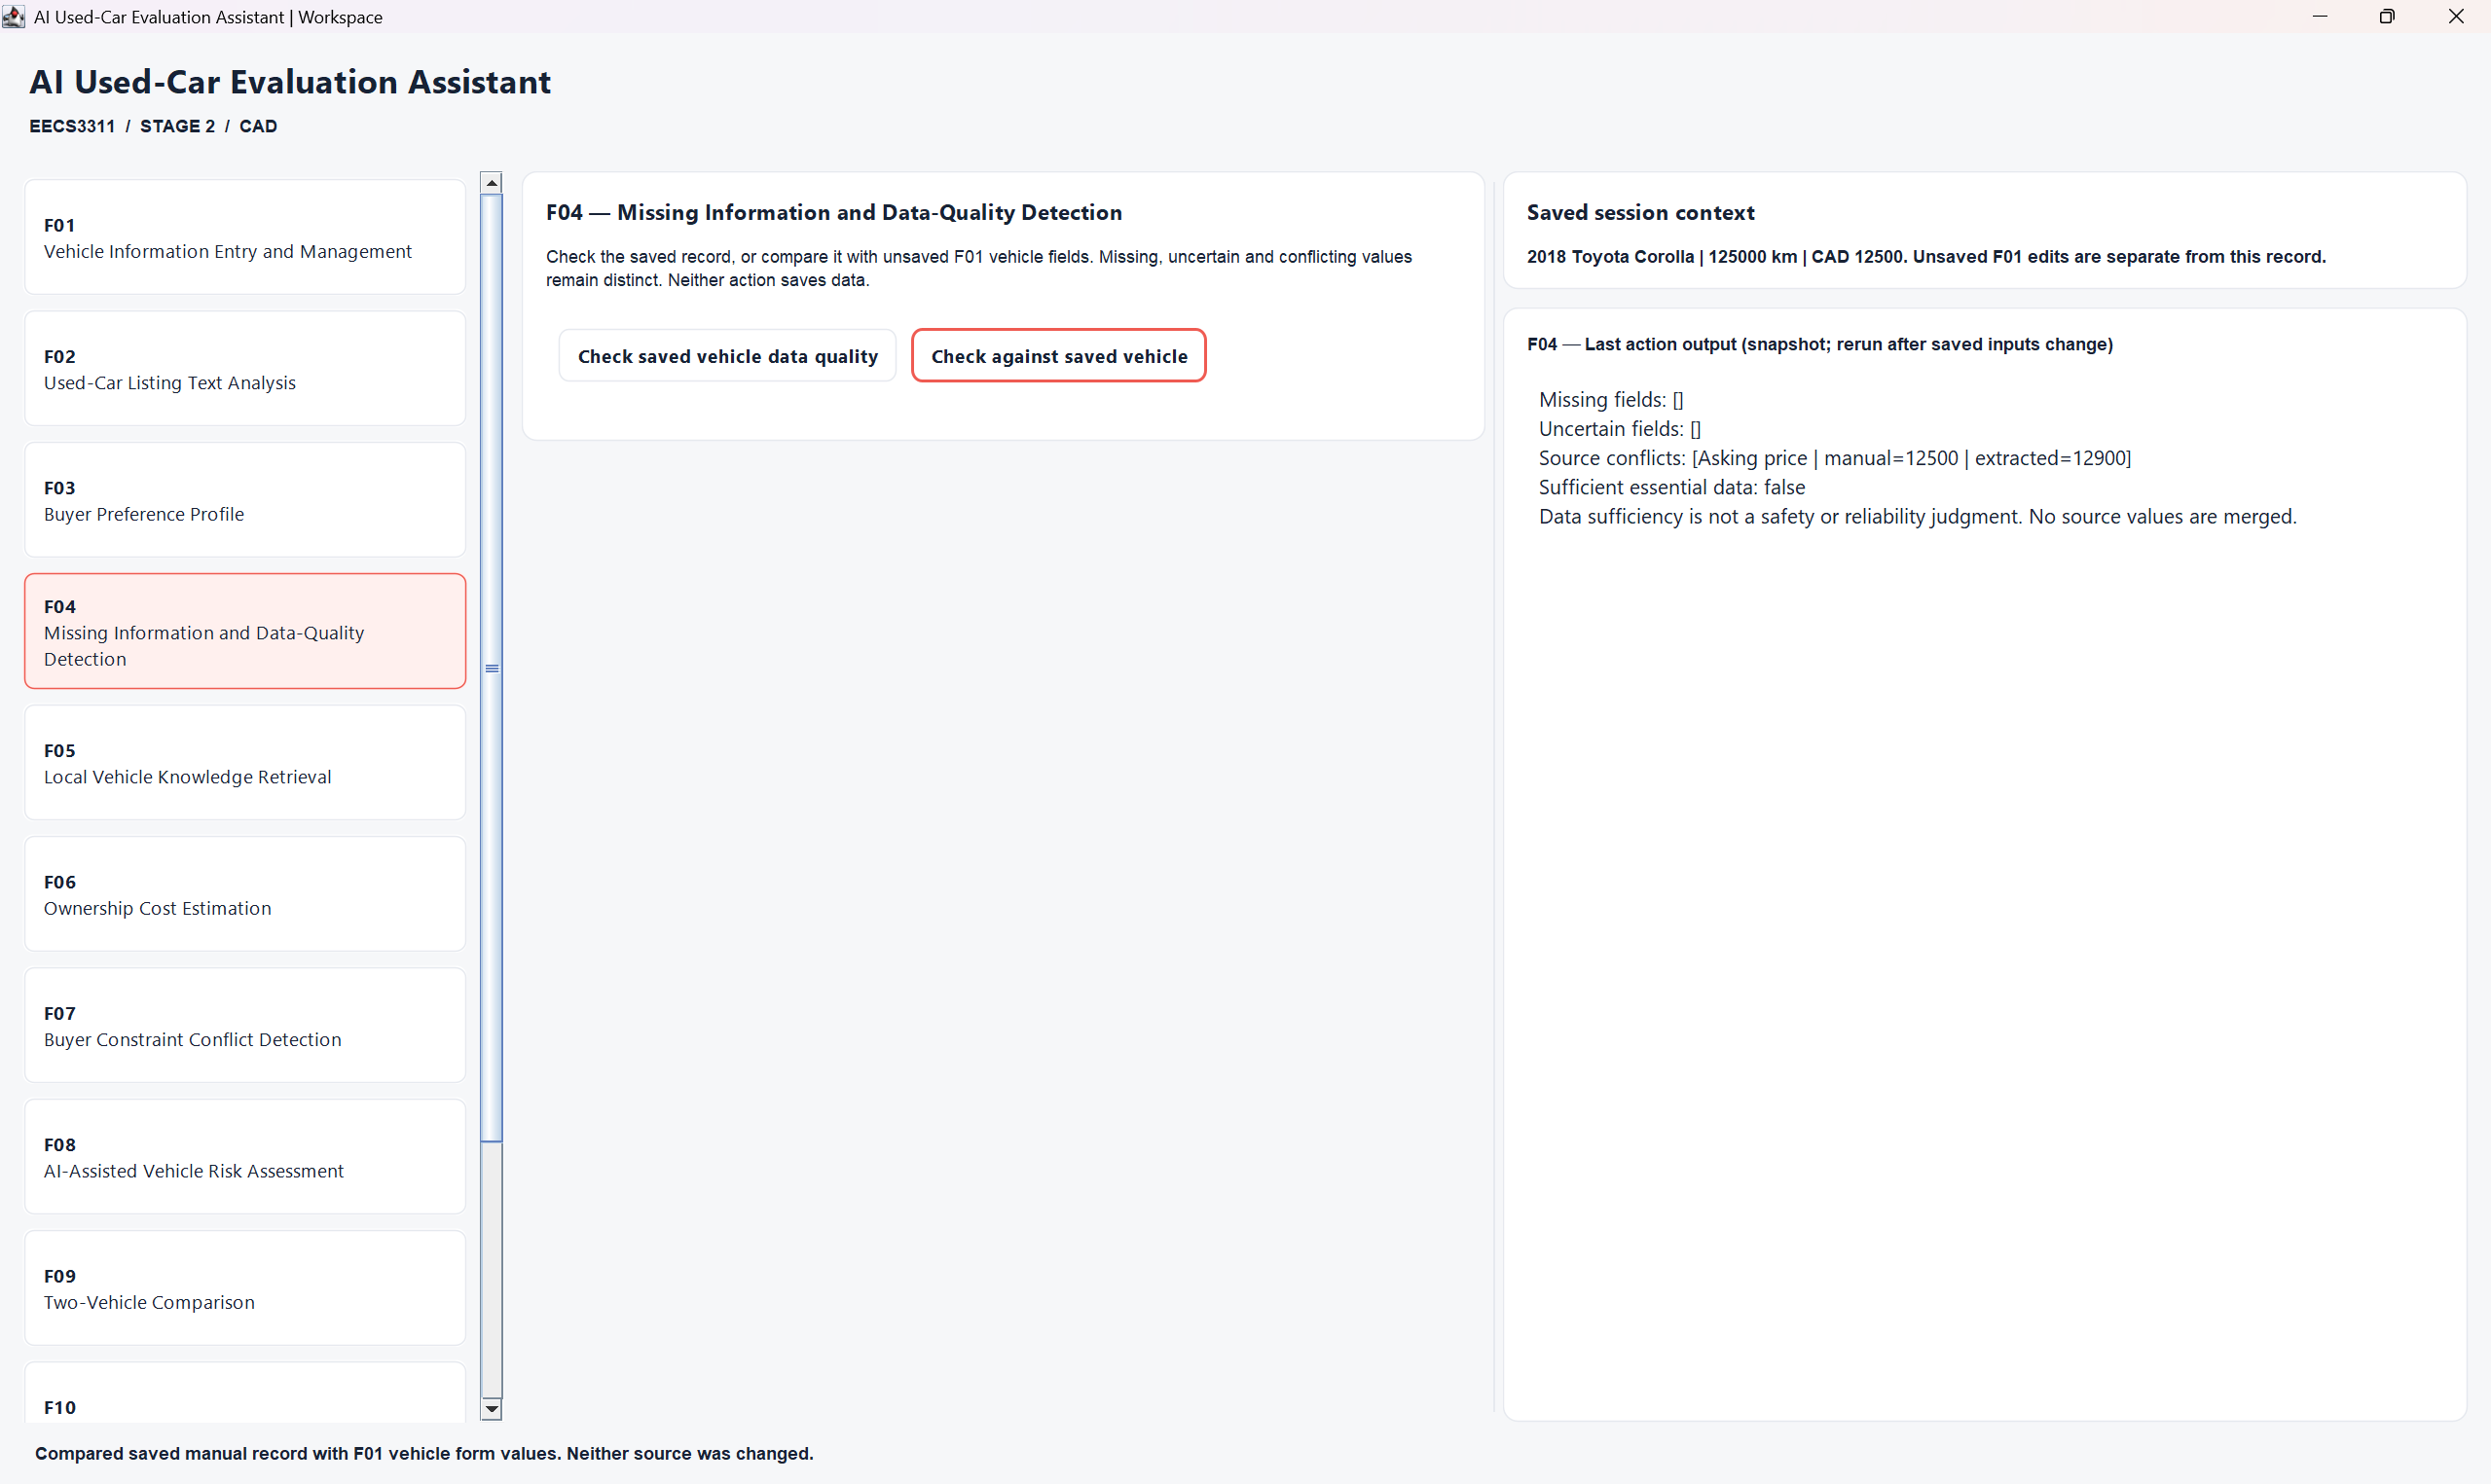 AI Used-Car Evaluation Assistant | Workspace
AI Used-Car Evaluation Assistant
EECS3311 / STAGE 2 / CAD
F01
Vehicle Information Entry and Management
F02
Used-Car Listing Text Analysis
F03
Buyer Preference Profile
F04
Missing Information and Data-Quality
Detection
F05
Local Vehicle Knowledge Retrieval
F06
Ownership Cost Estimation
F07
Buyer Constraint Conflict Detection
F08
AI-Assisted Vehicle Risk Assessment
F09
Two-Vehicle Comparison
F10
F04 — Missing Information and Data-Quality Detection
Check the saved record, or compare it with unsaved F01 vehicle fields. Missing, uncertain and conflicting values
remain distinct. Neither action saves data.
Check saved vehicle data quality
Check against saved vehicle
Saved session context
2018 Toyota Corolla | 125000 km | CAD 12500. Unsaved F01 edits are separate from this record.
F04 — Last action output (snapshot; rerun after saved inputs change)
Missing fields: []
Uncertain fields: []
Source conflicts: [Asking price | manual=12500 | extracted=12900]
Sufficient essential data: false
Data sufficiency is not a safety or reliability judgment. No source values are merged.
Compared saved manual record with F01 vehicle form values. Neither source was changed.